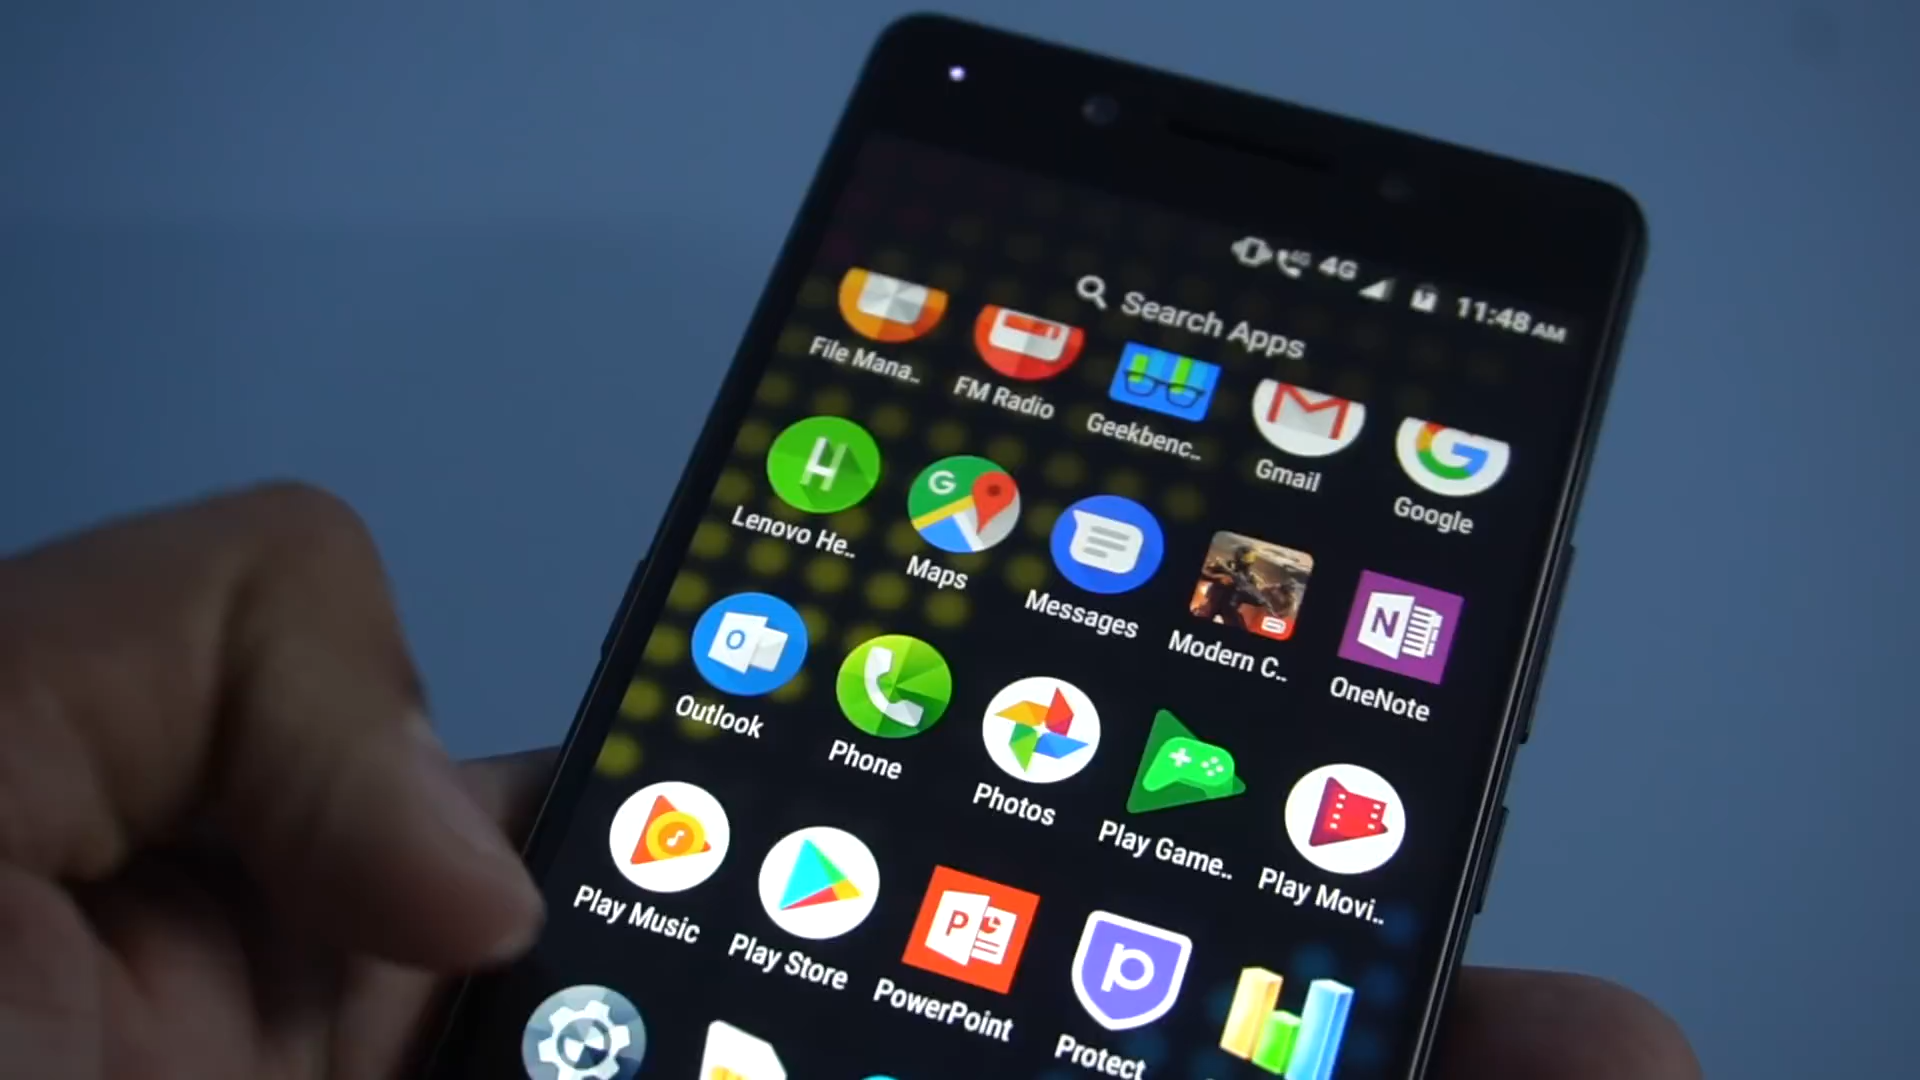 4G 4G 11:48 AM
Search Apps
File Mana..
FM Radio
Geekbenc..
Gmail
Google
G
Lenovo He..
Maps
Messages
Modern C..
N
OneNote
O
Outlook
Phone
Photos
Play Game..
Play Movi..
Play Music
Play Store
P
PowerPoint
p
Protect